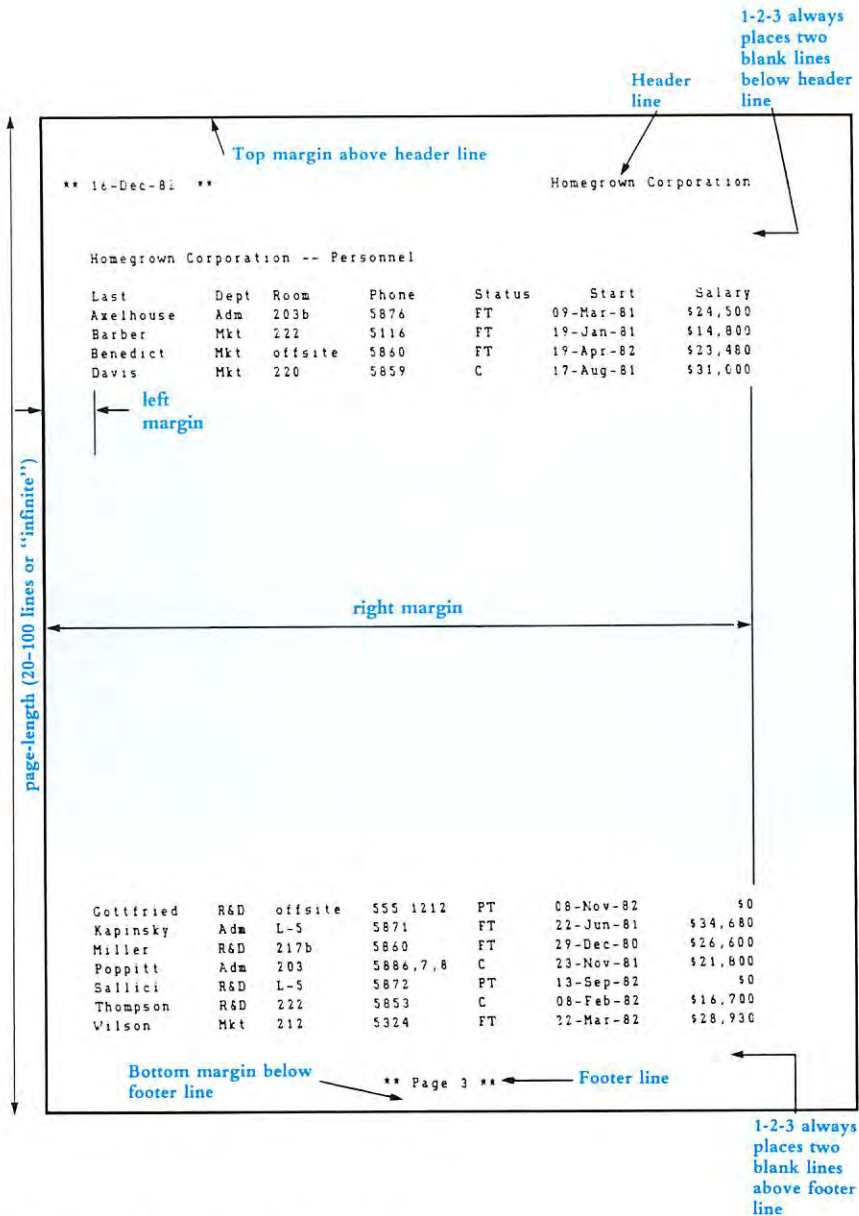 1-2-3 always
places two
blank lines
below header
line
Header
line
Top margin above header line
** 16-Dec-82 ** Homegrown Corporation
Homegrown Corporation -- Personnel
Last Dept Room Phone Status Start Salary
Axelhouse Adm 203b 5876 FT 09-Mar-81 $24,500
Barber Mkt 222 5116 FT 19-Jan-81 $14,800
Benedict Mkt offsite 5860 FT 19-Apr-82 $23,480
Davis Mkt 220 5859 C 17-Aug-81 $31,000
left
margin
page-length (20-100 lines or “infinite”)
right margin
Gottfried R&D offsite 555 1212 PT 08-Nov-82 $0
Kapinsky Adm L-5 5871 FT 22-Jun-81 $34,680
Miller R&D 217b 5860 FT 29-Dec-80 $26,600
Poppitt Adm 203 5886,7,8 C 23-Nov-81 $21,800
Sallici R&D L-5 5872 PT 13-Sep-82 $0
Thompson R&D 222 5853 C 08-Feb-82 $16,700
Wilson Mkt 212 5324 FT 22-Mar-82 $28,930
Bottom margin below
footer line
** Page 3 **
Footer line
1-2-3 always
places two
blank lines
above footer
line